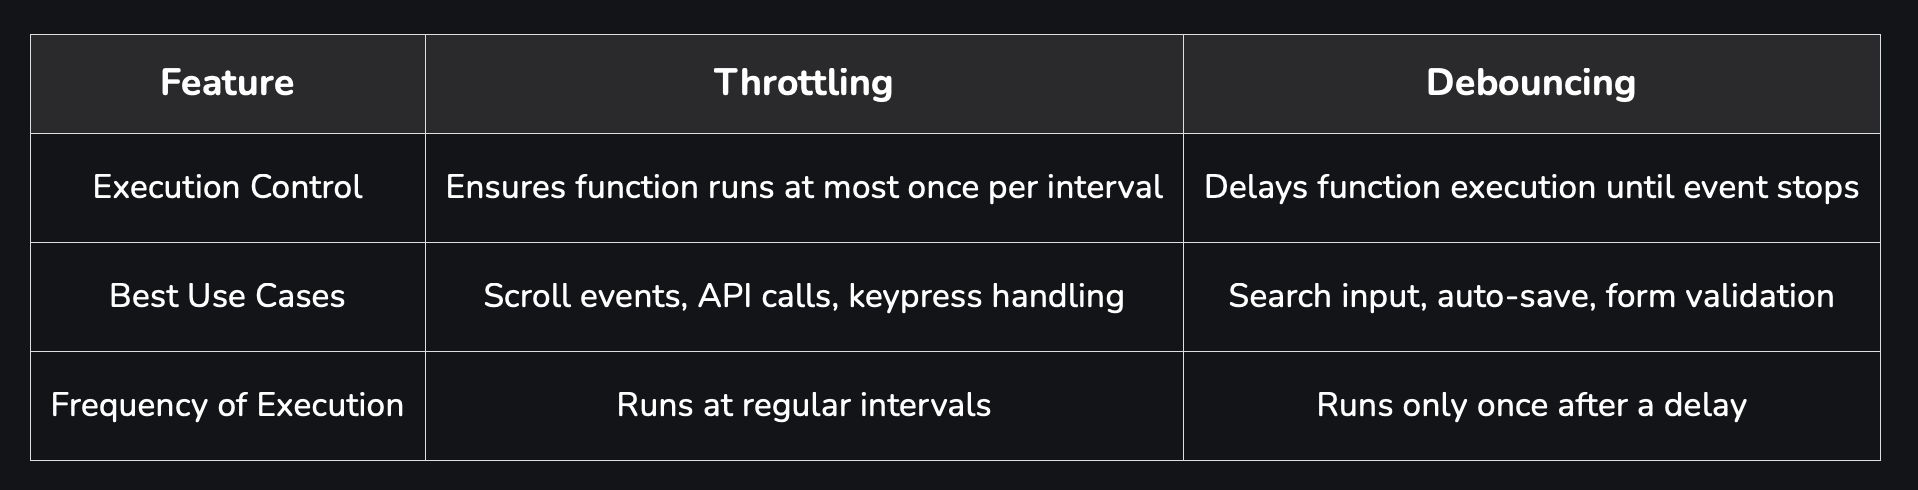 Feature Throttling Debouncing
Execution Control Ensures function runs at most once per interval Delays function execution until event stops
Best Use Cases Scroll events, API calls, keypress handling Search input, auto-save, form validation
Frequency of Execution Runs at regular intervals Runs only once after a delay